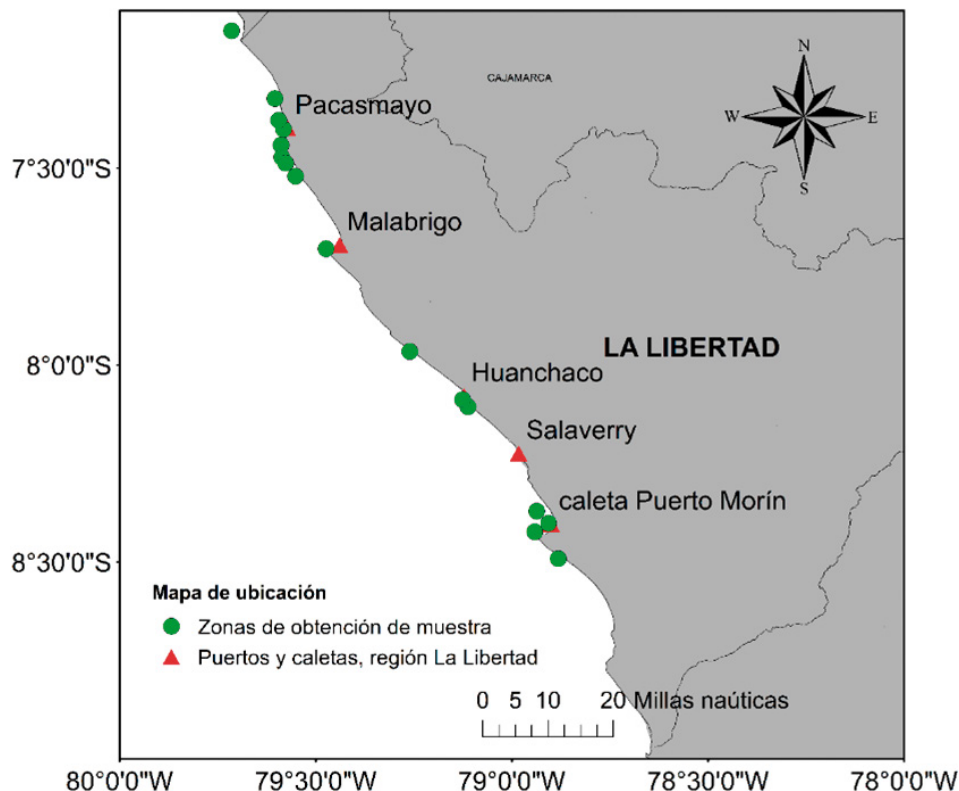 N
CAJAMARCA
W E
S
Pacasmayo
7°30'0"S
Malabrigo
LA LIBERTAD
8°0'0"S
Huanchaco
Salaverry
caleta Puerto Morín
8°30'0"S
Mapa de ubicación
Zonas de obtención de muestra
Puertos y caletas, región La Libertad
0 5 10 20 Millas naúticas
80°0'0"W 79°30'0"W 79°0'0"W 78°30'0"W 78°0'0"W